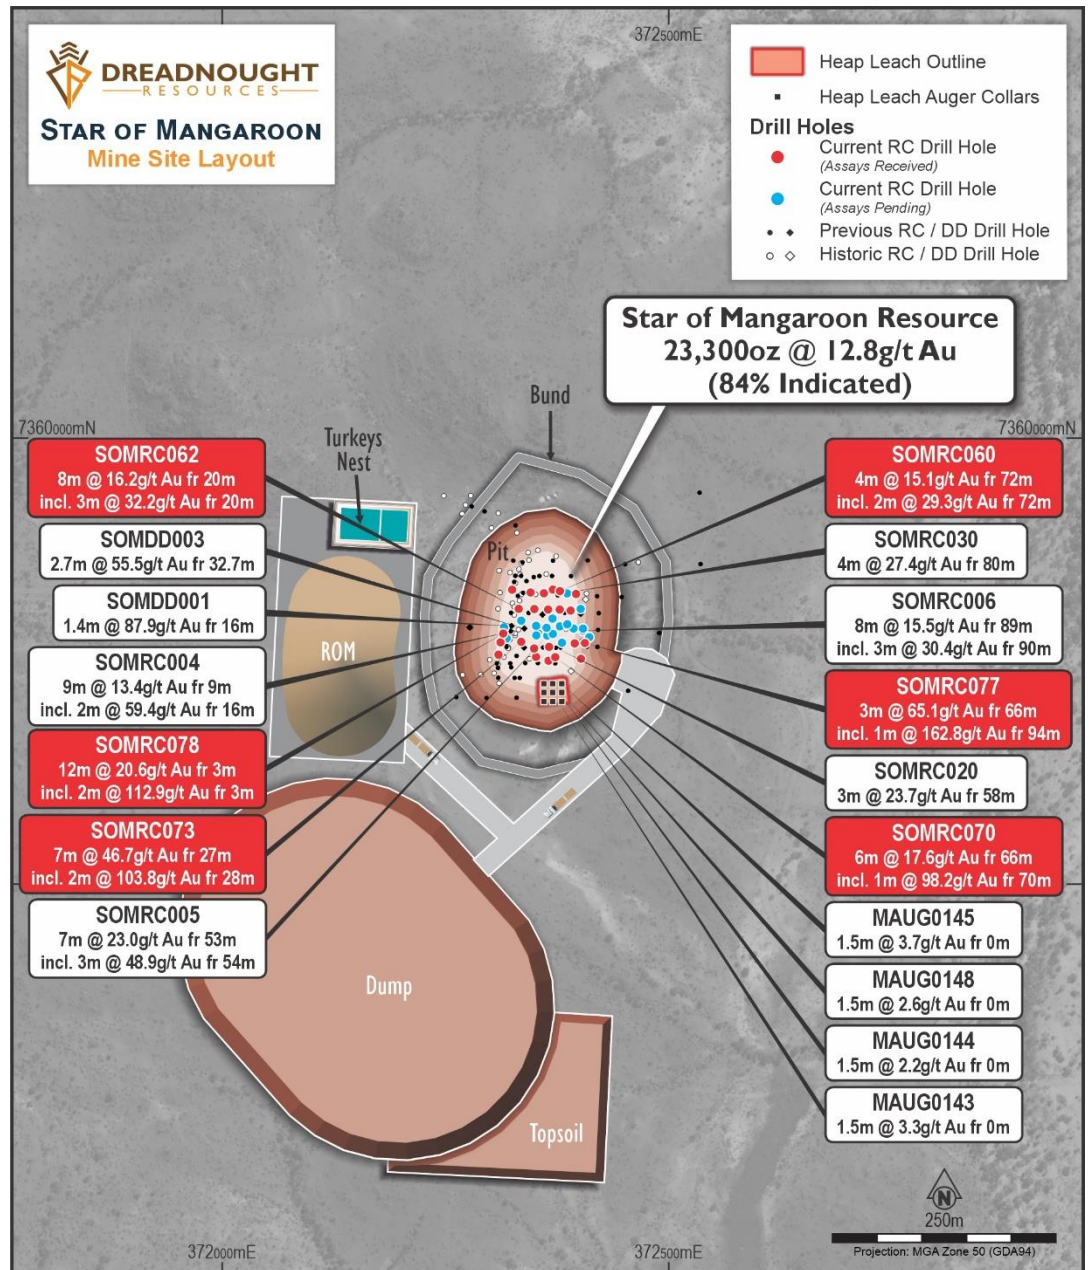 372500mE
DREADNOUGHT
RESOURCES
STAR OF MANGAROON
Mine Site Layout
Heap Leach Outline
Heap Leach Auger Collars
Drill Holes
Current RC Drill Hole
(Assays Received)
Current RC Drill Hole
(Assays Pending)
Previous RC / DD Drill Hole
Historic RC / DD Drill Hole
Star of Mangaroon Resource
23,300oz @ 12.8g/t Au
(84% Indicated)
Bund
Turkeys
Nest
Pit
ROM
7360000mN
7360000mN
SOMRC062
8m @ 16.2g/t Au fr 20m
incl. 3m @ 32.2g/t Au fr 20m
SOMDD003
2.7m @ 55.5g/t Au fr 32.7m
SOMDD001
1.4m @ 87.9g/t Au fr 16m
SOMRC004
9m @ 13.4g/t Au fr 9m
incl. 2m @ 59.4g/t Au fr 16m
SOMRC078
12m @ 20.6g/t Au fr 3m
incl. 2m @ 112.9g/t Au fr 3m
SOMRC073
7m @ 46.7g/t Au fr 27m
incl. 2m @ 103.8g/t Au fr 28m
SOMRC005
7m @ 23.0g/t Au fr 53m
incl. 3m @ 48.9g/t Au fr 54m
SOMRC060
4m @ 15.1g/t Au fr 72m
incl. 2m @ 29.3g/t Au fr 72m
SOMRC030
4m @ 27.4g/t Au fr 80m
SOMRC006
8m @ 15.5g/t Au fr 89m
incl. 3m @ 30.4g/t Au fr 90m
SOMRC077
3m @ 65.1g/t Au fr 66m
incl. 1m @ 162.8g/t Au fr 94m
SOMRC020
3m @ 23.7g/t Au fr 58m
SOMRC070
6m @ 17.6g/t Au fr 66m
incl. 1m @ 98.2g/t Au fr 70m
MAUG0145
1.5m @ 3.7g/t Au fr 0m
MAUG0148
1.5m @ 2.6g/t Au fr 0m
MAUG0144
1.5m @ 2.2g/t Au fr 0m
MAUG0143
1.5m @ 3.3g/t Au fr 0m
Dump
Topsoil
N
250m
Projection: MGA Zone 50 (GDA94)
372000mE
372500mE